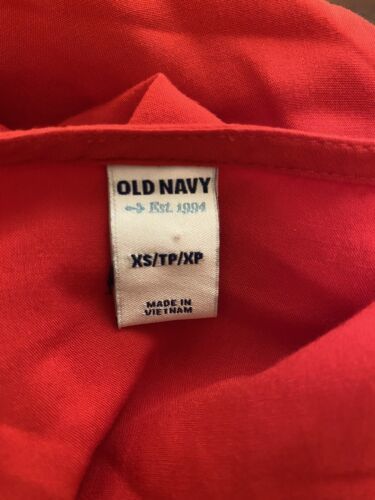 OLD NAVY
Est. 1994
XS/TP/XP
MADE IN
VIETNAM